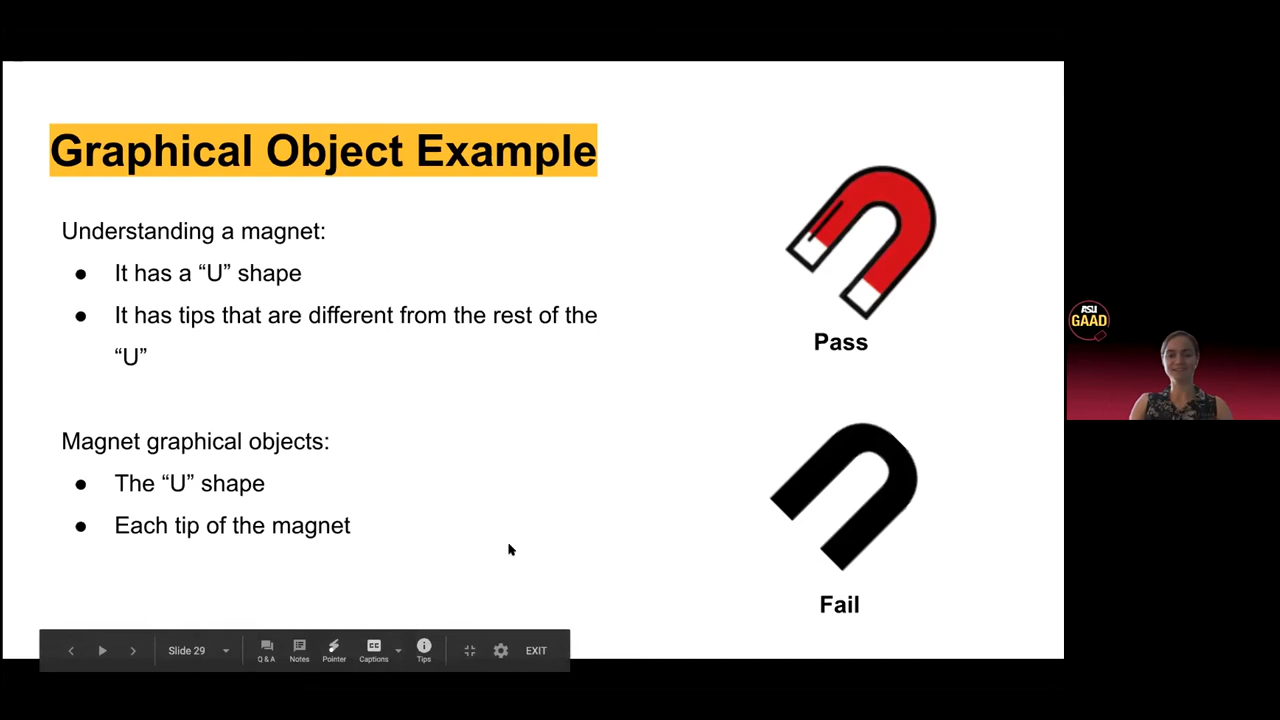 Graphical Object Example
Understanding a magnet:
● It has a “U” shape
● It has tips that are different from the rest of the
“U”
Magnet graphical objects:
● The “U” shape
● Each tip of the magnet
Pass
Fail
ASU
GAAD
Slide 29
Q & A
Notes
Pointer
CC
Captions
Tips
EXIT